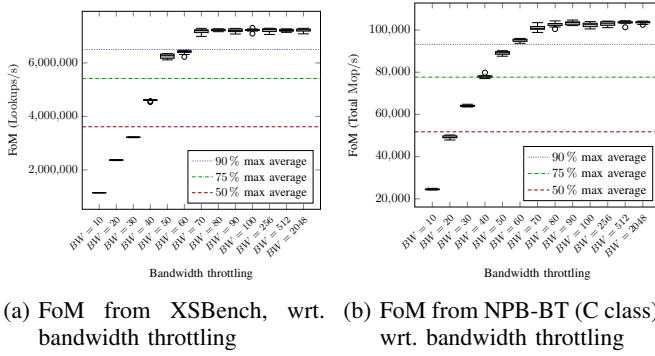 FoM (Lookups/s)
6,000,000
4,000,000
2,000,000
90 % max average
75 % max average
50 % max average
BW = 10
BW = 20
BW = 30
BW = 40
BW = 50
BW = 60
BW = 70
BW = 80
BW = 90
BW = 100
BW = 256
BW = 512
BW = 2048
Bandwidth throttling
(a) FoM from XSBench, wrt.
bandwidth throttling
FoM (Total Mop/s)
100,000
80,000
60,000
40,000
20,000
90 % max average
75 % max average
50 % max average
BW = 10
BW = 20
BW = 30
BW = 40
BW = 50
BW = 60
BW = 70
BW = 80
BW = 90
BW = 100
BW = 256
BW = 512
BW = 2048
Bandwidth throttling
(b) FoM from NPB-BT (C class)
wrt. bandwidth throttling